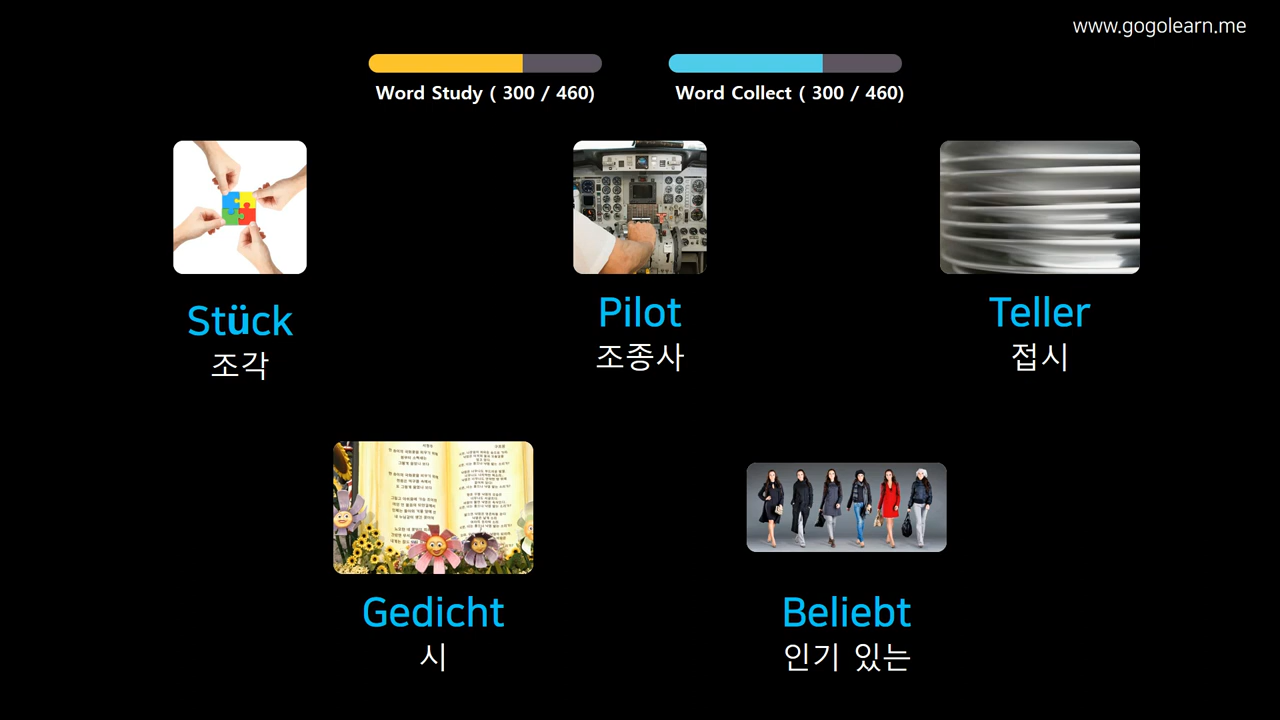 www.gogolearn.me
Word Study ( 300 / 460)
Word Collect ( 300 / 460)
Stück
조각
Pilot
조종사
Teller
접시
Gedicht
시
Beliebt
인기 있는